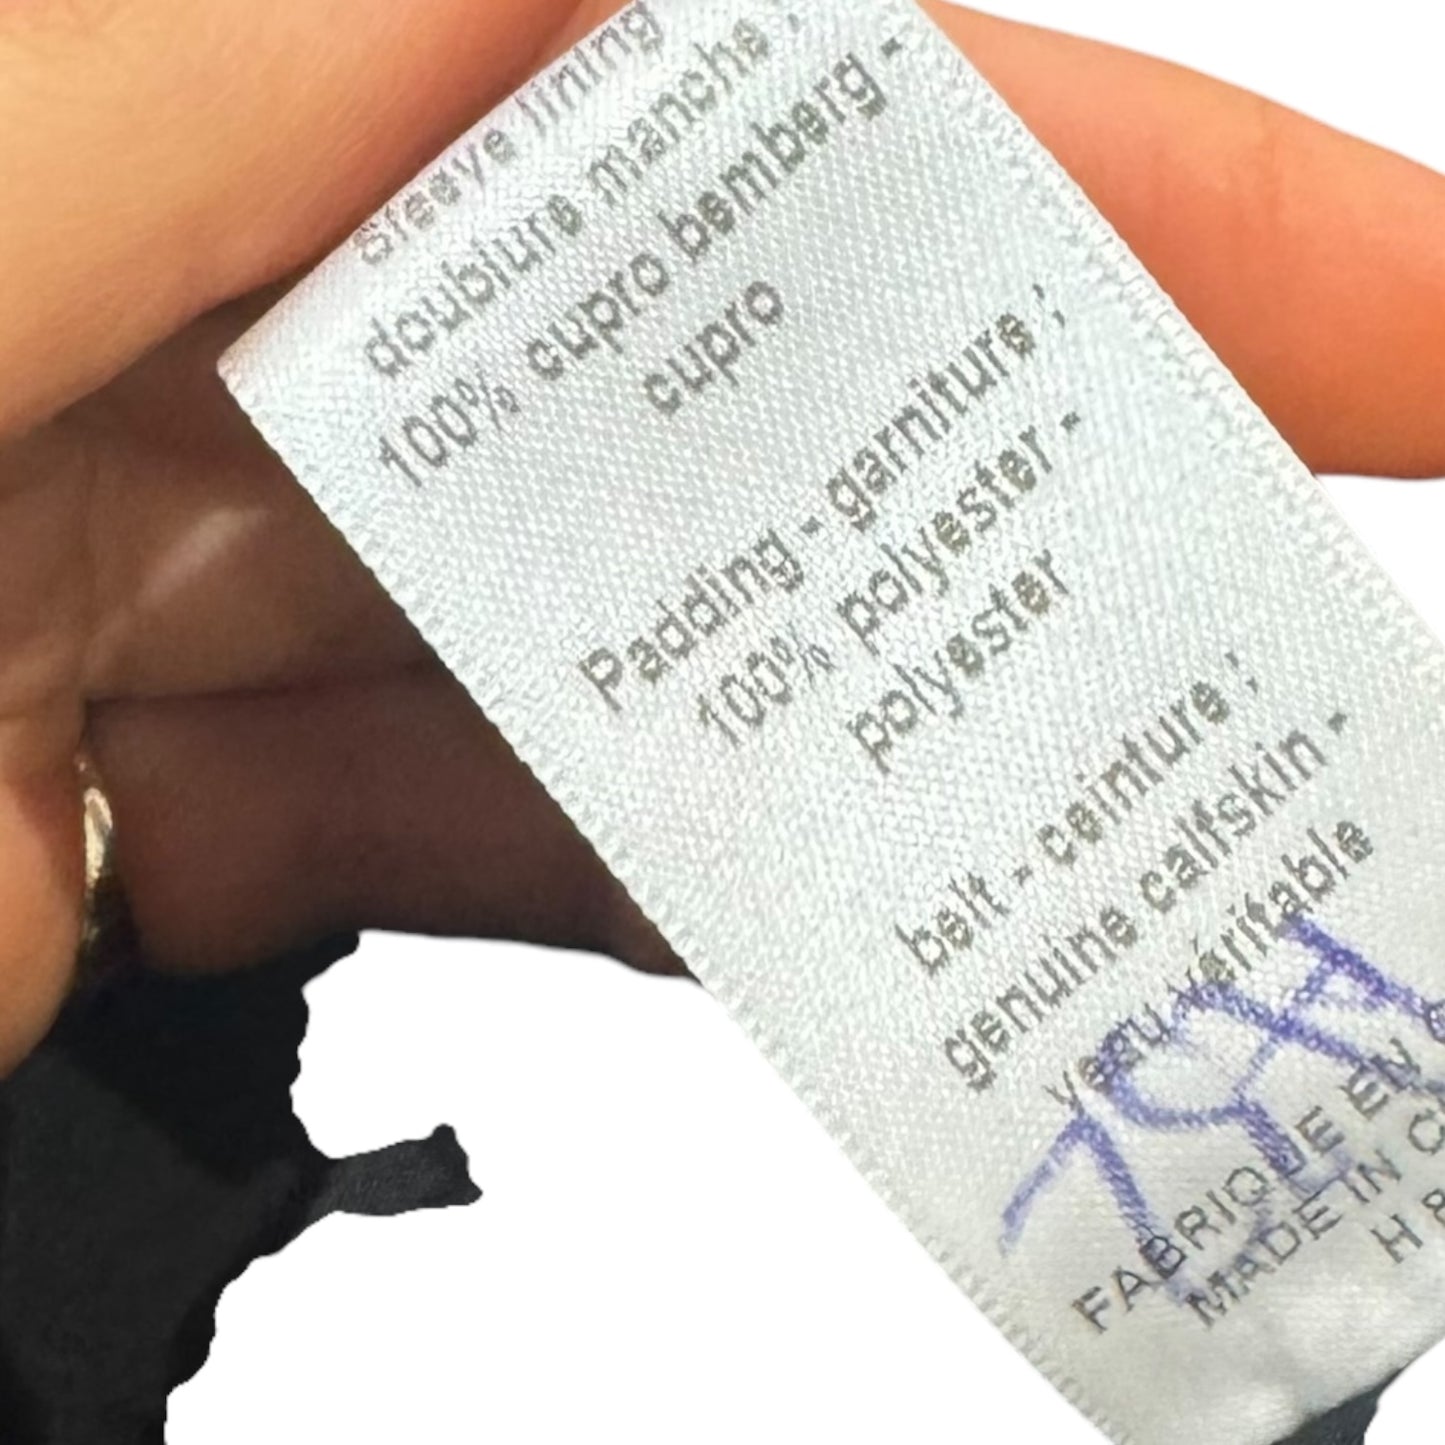 Sleeve lining
doublure manche ;
100% cupro bemberg -
cupro
Padding - garniture ;
100% polyester -
polyester
belt - ceinture ;
genuine calfskin -
veau véritable
FABRIQUE EN
MADE IN
H